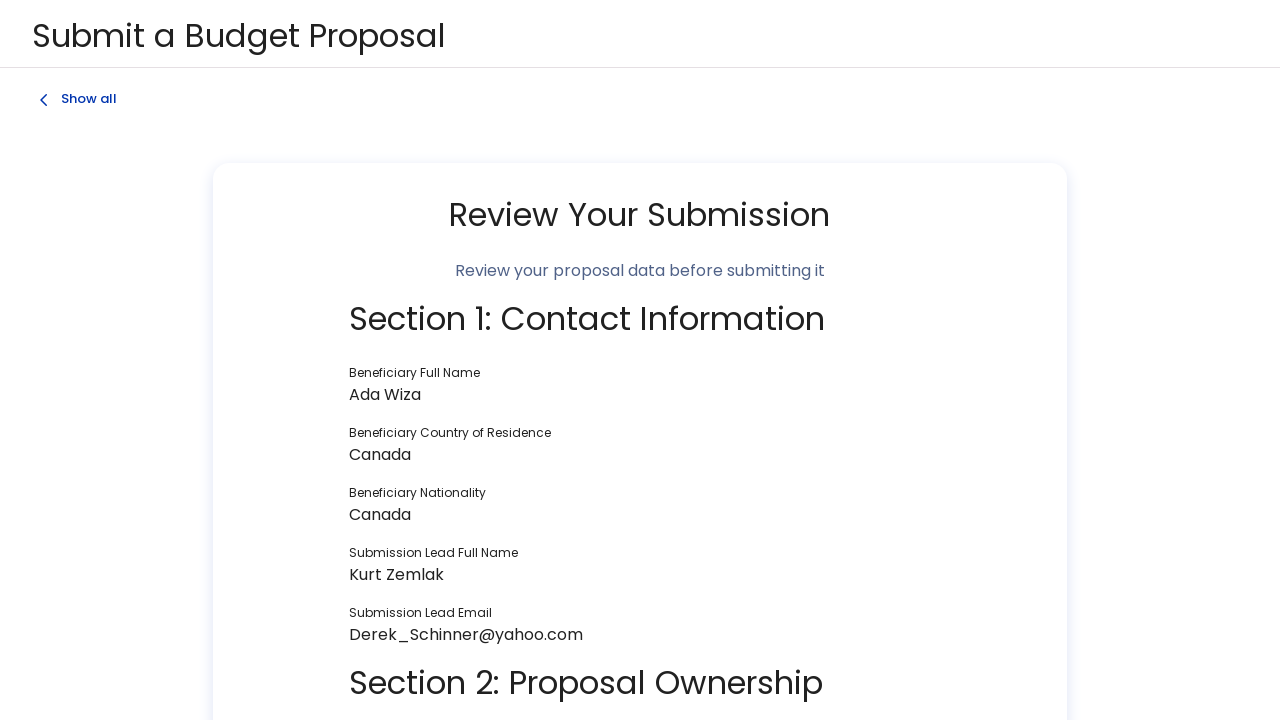 Submit a Budget Proposal
Show all
Review Your Submission
Review your proposal data before submitting it
Section 1: Contact Information
Beneficiary Full Name
Ada Wiza
Beneficiary Country of Residence
Canada
Beneficiary Nationality
Canada
Submission Lead Full Name
Kurt Zemlak
Submission Lead Email
Derek_Schinner@yahoo.com
Section 2: Proposal Ownership